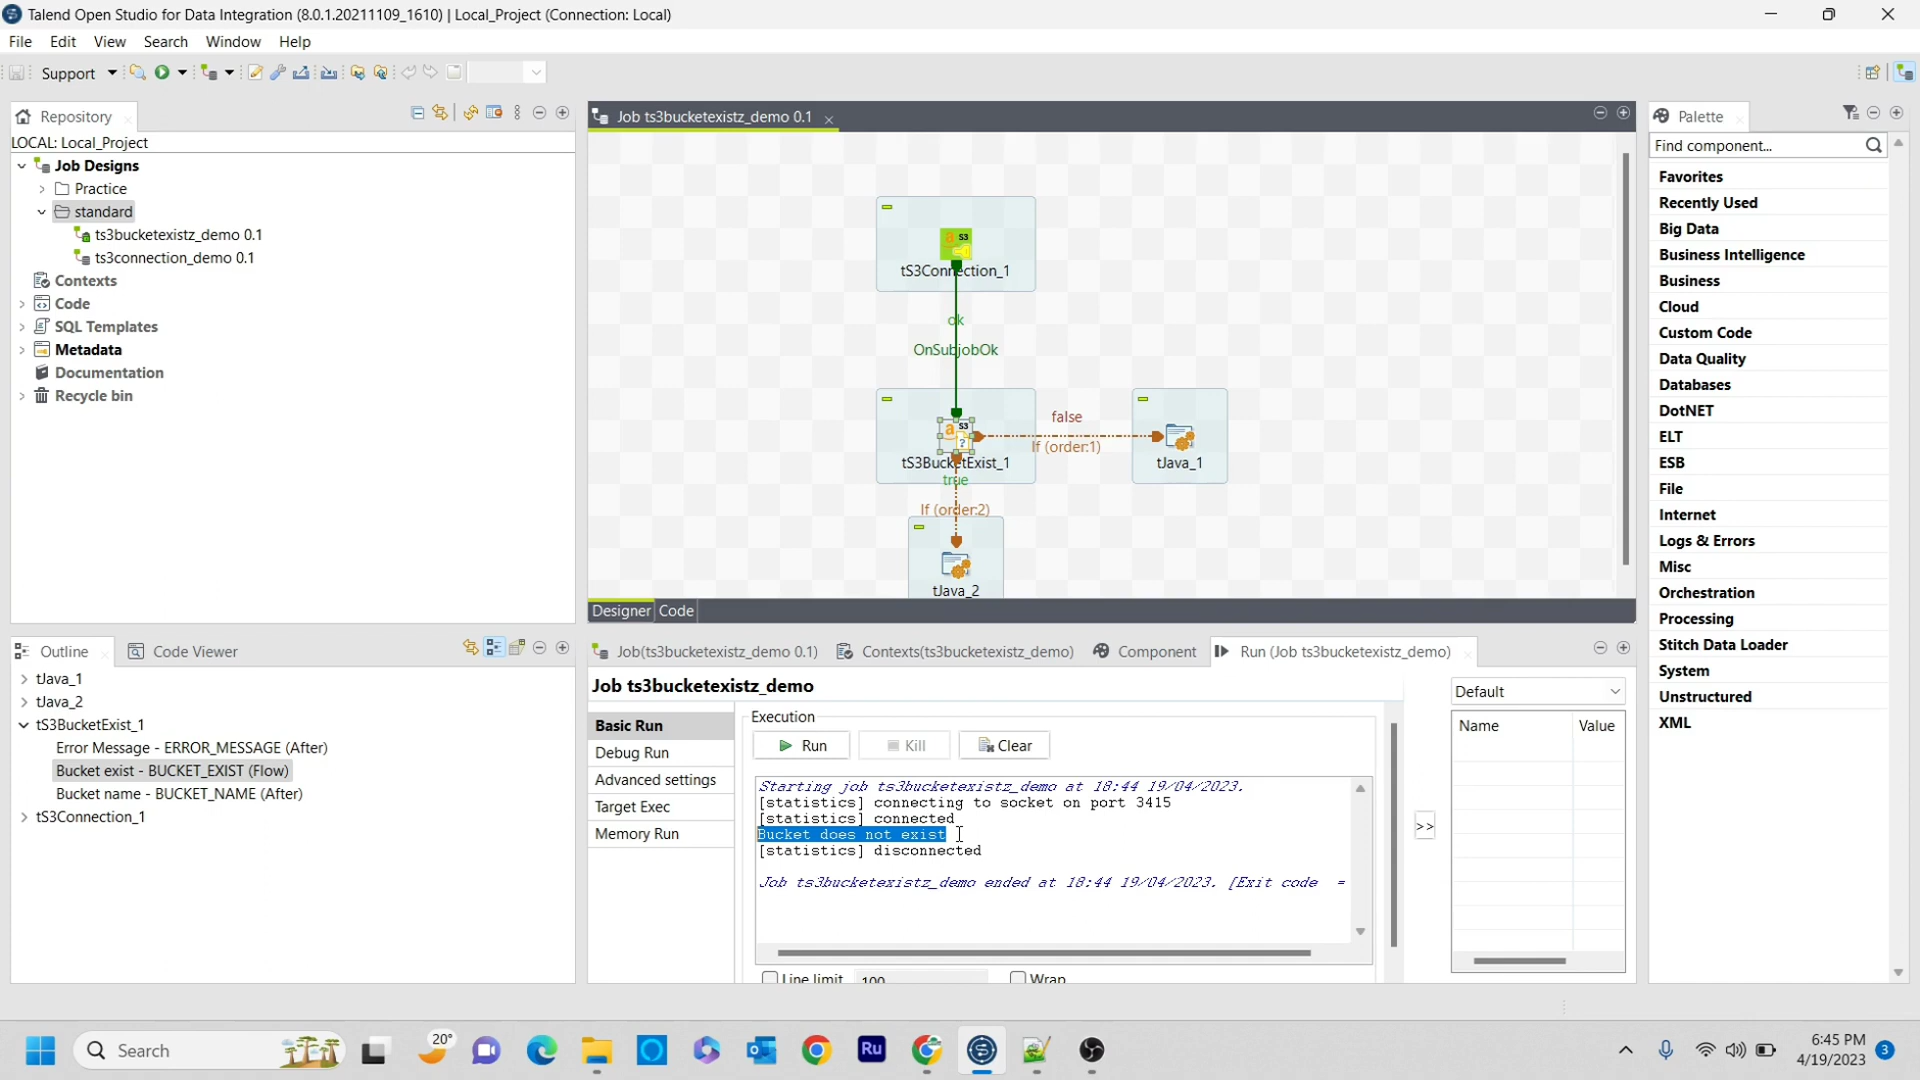 Talend Open Studio for Data Integration (8.0.1.20211109_1610) | Local_Project (Connection: Local)
File Edit View Search Window Help
Support
Repository
LOCAL: Local_Project
Job Designs
Practice
standard
ts3bucketexistz_demo 0.1
ts3connection_demo 0.1
Contexts
Code
SQL Templates
Metadata
Documentation
Recycle bin
Job ts3bucketexistz_demo 0.1
a S3
tS3Connection_1
ok
OnSubjobOk
a S3
?
tS3BucketExist_1
false
If (order:1)
tJava_1
true
If (order:2)
tJava_2
Designer Code
Palette
Find component...
Favorites
Recently Used
Big Data
Business Intelligence
Business
Cloud
Custom Code
Data Quality
Databases
DotNET
ELT
ESB
File
Internet
Logs & Errors
Misc
Orchestration
Processing
Stitch Data Loader
System
Unstructured
XML
Outline Code Viewer
tJava_1
tJava_2
tS3BucketExist_1
Error Message - ERROR_MESSAGE (After)
Bucket exist - BUCKET_EXIST (Flow)
Bucket name - BUCKET_NAME (After)
tS3Connection_1
Job(ts3bucketexistz_demo 0.1) Contexts(ts3bucketexistz_demo) Component Run (Job ts3bucketexistz_demo)
Job ts3bucketexistz_demo
Basic Run
Debug Run
Advanced settings
Target Exec
Memory Run
Execution
Run Kill Clear
Starting job ts3bucketexistz_demo at 18:44 19/04/2023.
[statistics] connecting to socket on port 3415
[statistics] connected
Bucket does not exist
[statistics] disconnected
Job ts3bucketexistz_demo ended at 18:44 19/04/2023. [Exit code =
Line limit 100 Wrap
>>
Default
Name Value
Search
20°
Ru
6:45 PM
4/19/2023
3